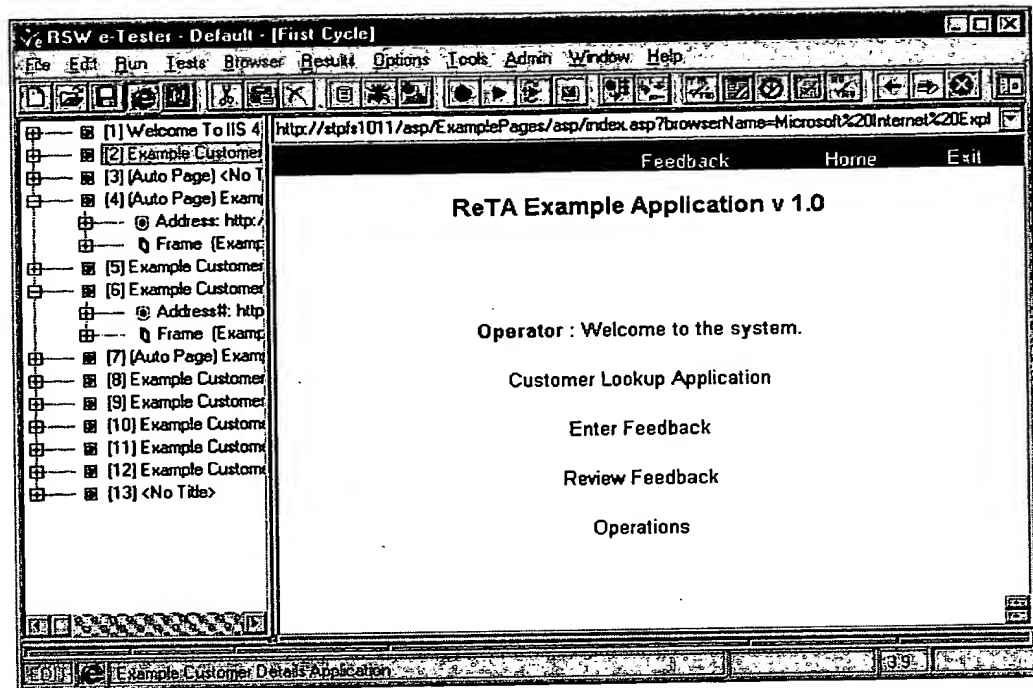 RSW e-Tester - Default - [First Cycle]
File Edit Run Tests Browser Results Options Tools Admin Window Help
[1] Welcome To IIS 4
[2] Example Customer
[3] (Auto Page) <No T
[4] (Auto Page) Exam
Address: http:/
Frame (Examp
[5] Example Customer
[6] Example Customer
Address#: http
Frame (Examp
[7] (Auto Page) Exam
[8] Example Customer
[9] Example Customer
[10] Example Custome
[11] Example Custome
[12] Example Custome
[13] <No Title>
http://stpfs1011/asp/ExamplePages/asp/index.asp?browserName=Microsoft%20Internet%20Expl
Feedback Home Exit
ReTA Example Application v 1.0
Operator : Welcome to the system.
Customer Lookup Application
Enter Feedback
Review Feedback
Operations
EDIT Example Customer Details Application